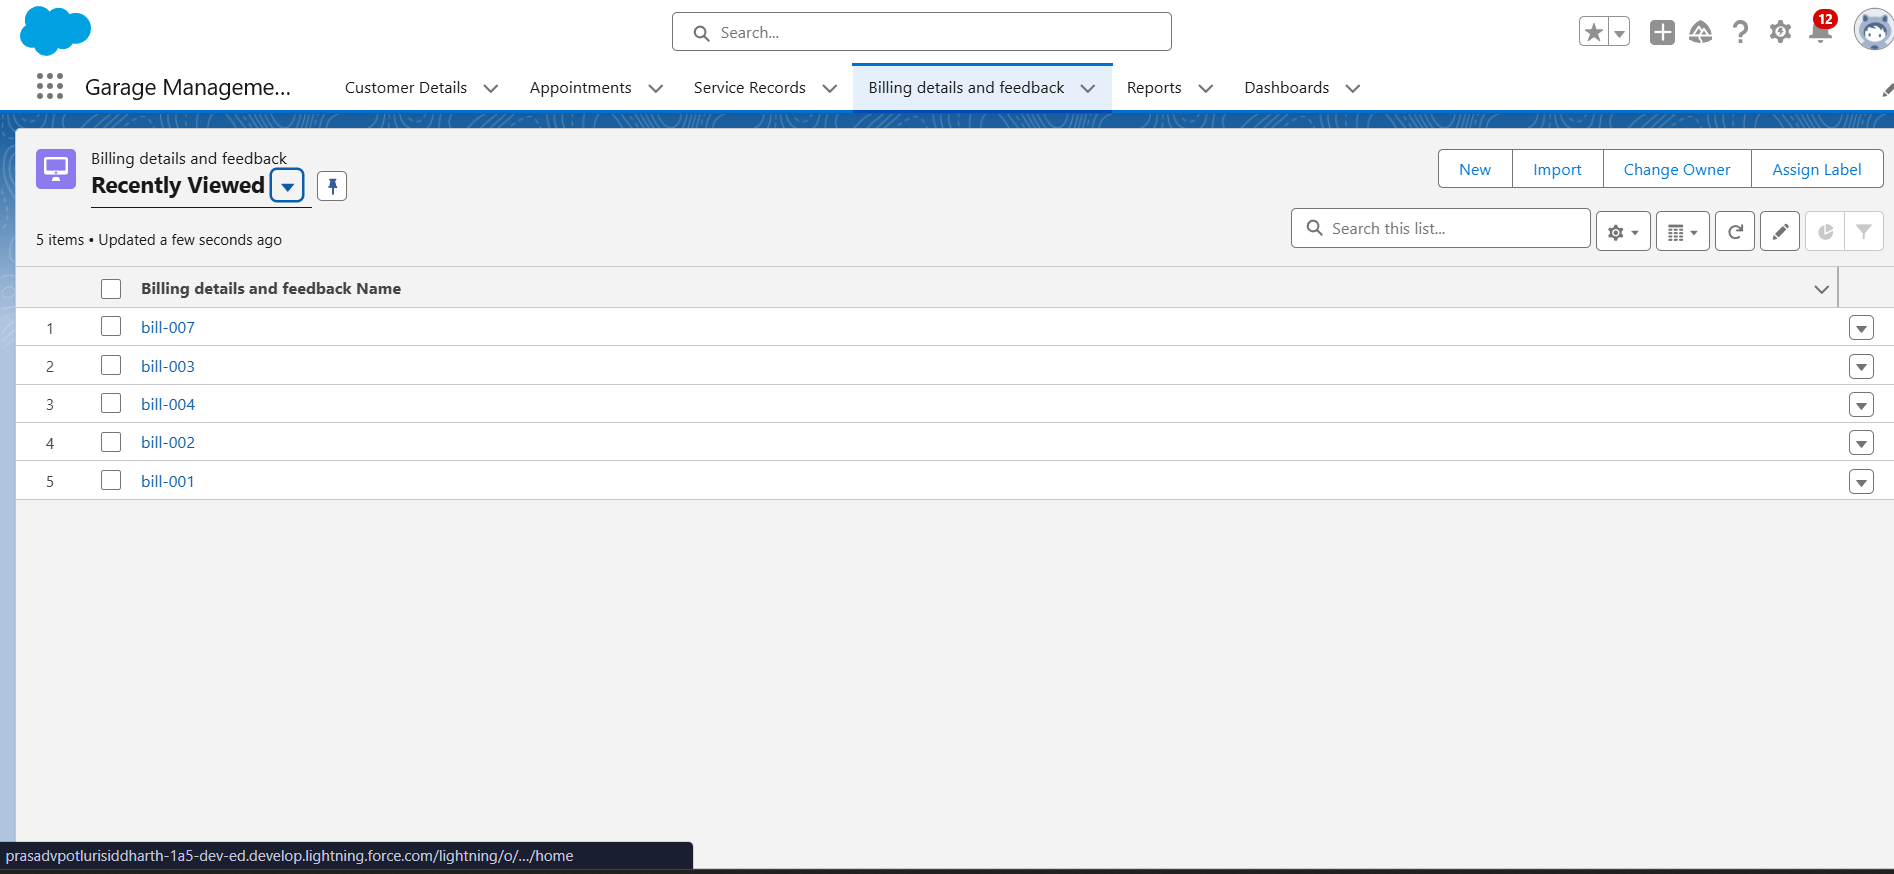 Search...
12
Garage Manageme...
Customer Details
Appointments
Service Records
Billing details and feedback
Reports
Dashboards
Billing details and feedback
Recently Viewed
New
Import
Change Owner
Assign Label
5 items • Updated a few seconds ago
Search this list...
Billing details and feedback Name
1 bill-007
2 bill-003
3 bill-004
4 bill-002
5 bill-001
prasadvpotlurisiddharth-1a5-dev-ed.develop.lightning.force.com/lightning/o/.../home